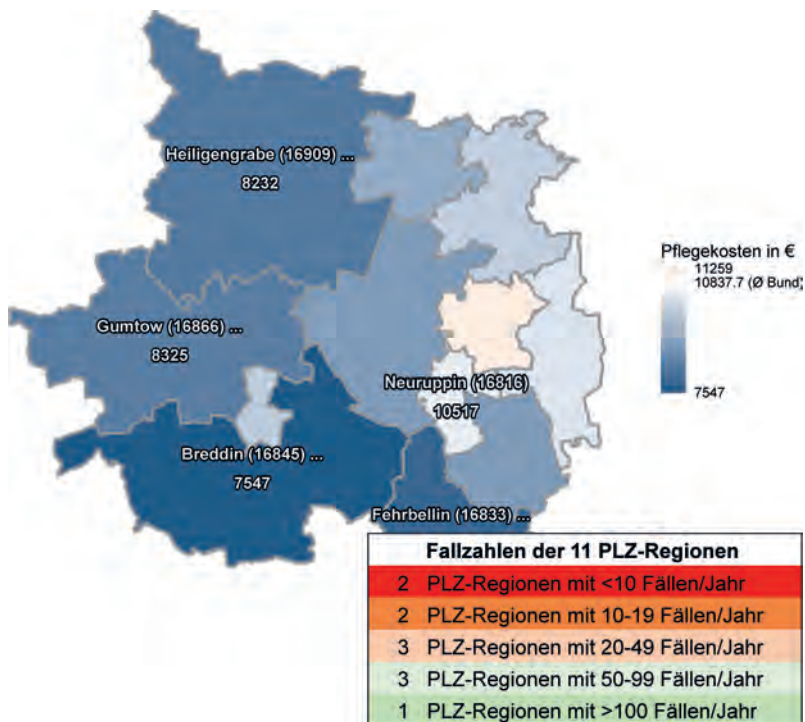 Heiligengrabe (16909) ...
8232
Gumtow (16866) ...
8325
Neuruppin (16816)
10517
Breddin (16845) ...
7547
Fehrbellin (16833) ...
Pflegekosten in €
11259
10837.7 (Ø Bund)
7547
Fallzahlen der 11 PLZ-Regionen
2 PLZ-Regionen mit <10 Fällen/Jahr
2 PLZ-Regionen mit 10-19 Fällen/Jahr
3 PLZ-Regionen mit 20-49 Fällen/Jahr
3 PLZ-Regionen mit 50-99 Fällen/Jahr
1 PLZ-Regionen mit >100 Fällen/Jahr